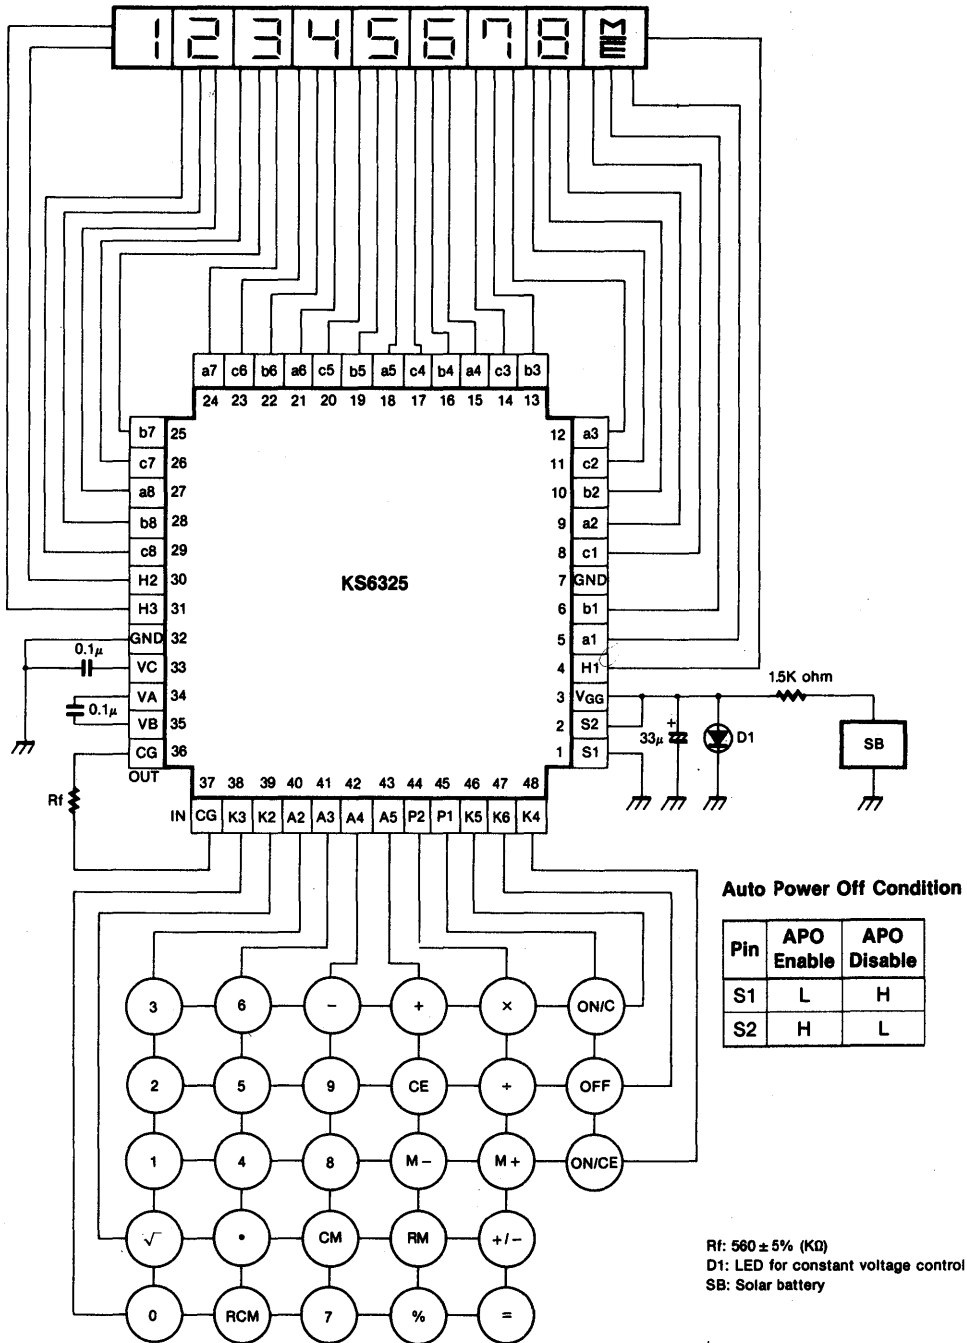 1 2 3 4 5 6 7 8 M E
a7 c6 b6 a6 c5 b5 a5 c4 b4 a4 c3 b3
24 23 22 21 20 19 18 17 16 15 14 13
b7 25 12 a3
c7 26 11 c2
a8 27 10 b2
b8 28 9 a2
c8 29 8 c1
H2 30 KS6325 7 GND
H3 31 6 b1
GND 32 5 a1
0.1μ VC 33 4 H1
VA 34 3 VGG 1.5K ohm
0.1μ VB 35 2 S2 33μ + D1 SB
CG 36 1 S1
OUT
37 38 39 40 41 42 43 44 45 46 47 48
Rf IN CG K3 K2 A2 A3 A4 A5 P2 P1 K5 K6 K4
3 6 − + × ON/C
2 5 9 CE + OFF
1 4 8 M− M+ ON/CE
√ • CM RM +/−
0 RCM 7 % =
Auto Power Off Condition
Pin APO Enable APO Disable
S1 L H
S2 H L
Rf: 560 ± 5% (KΩ)
D1: LED for constant voltage control
SB: Solar battery